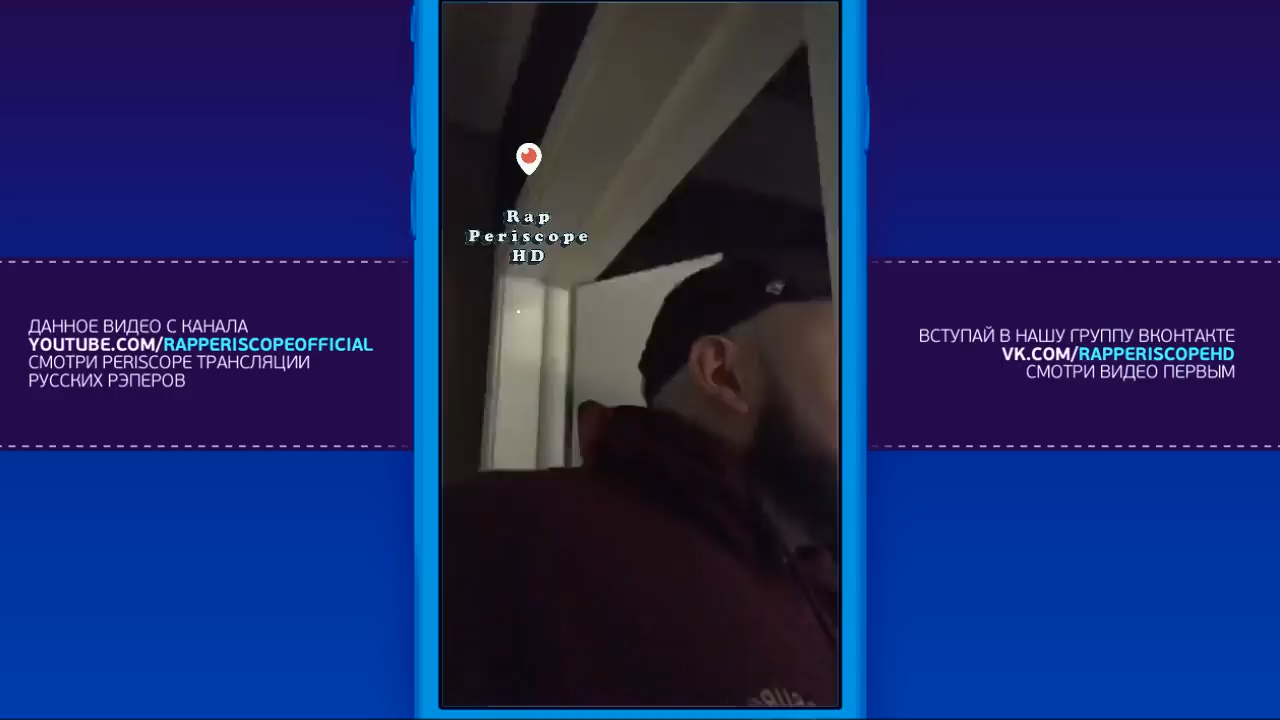 Rap
Periscope
HD
ДАННОЕ ВИДЕО С КАНАЛА
YOUTUBE.COM/RAPPERISCOPEOFFICIAL
СМОТРИ PERISCOPE ТРАНСЛЯЦИИ
РУССКИХ РЭПЕРОВ
ВСТУПАЙ В НАШУ ГРУППУ ВКОНТАКТЕ
VK.COM/RAPPERISCOPEHD
СМОТРИ ВИДЕО ПЕРВЫМ